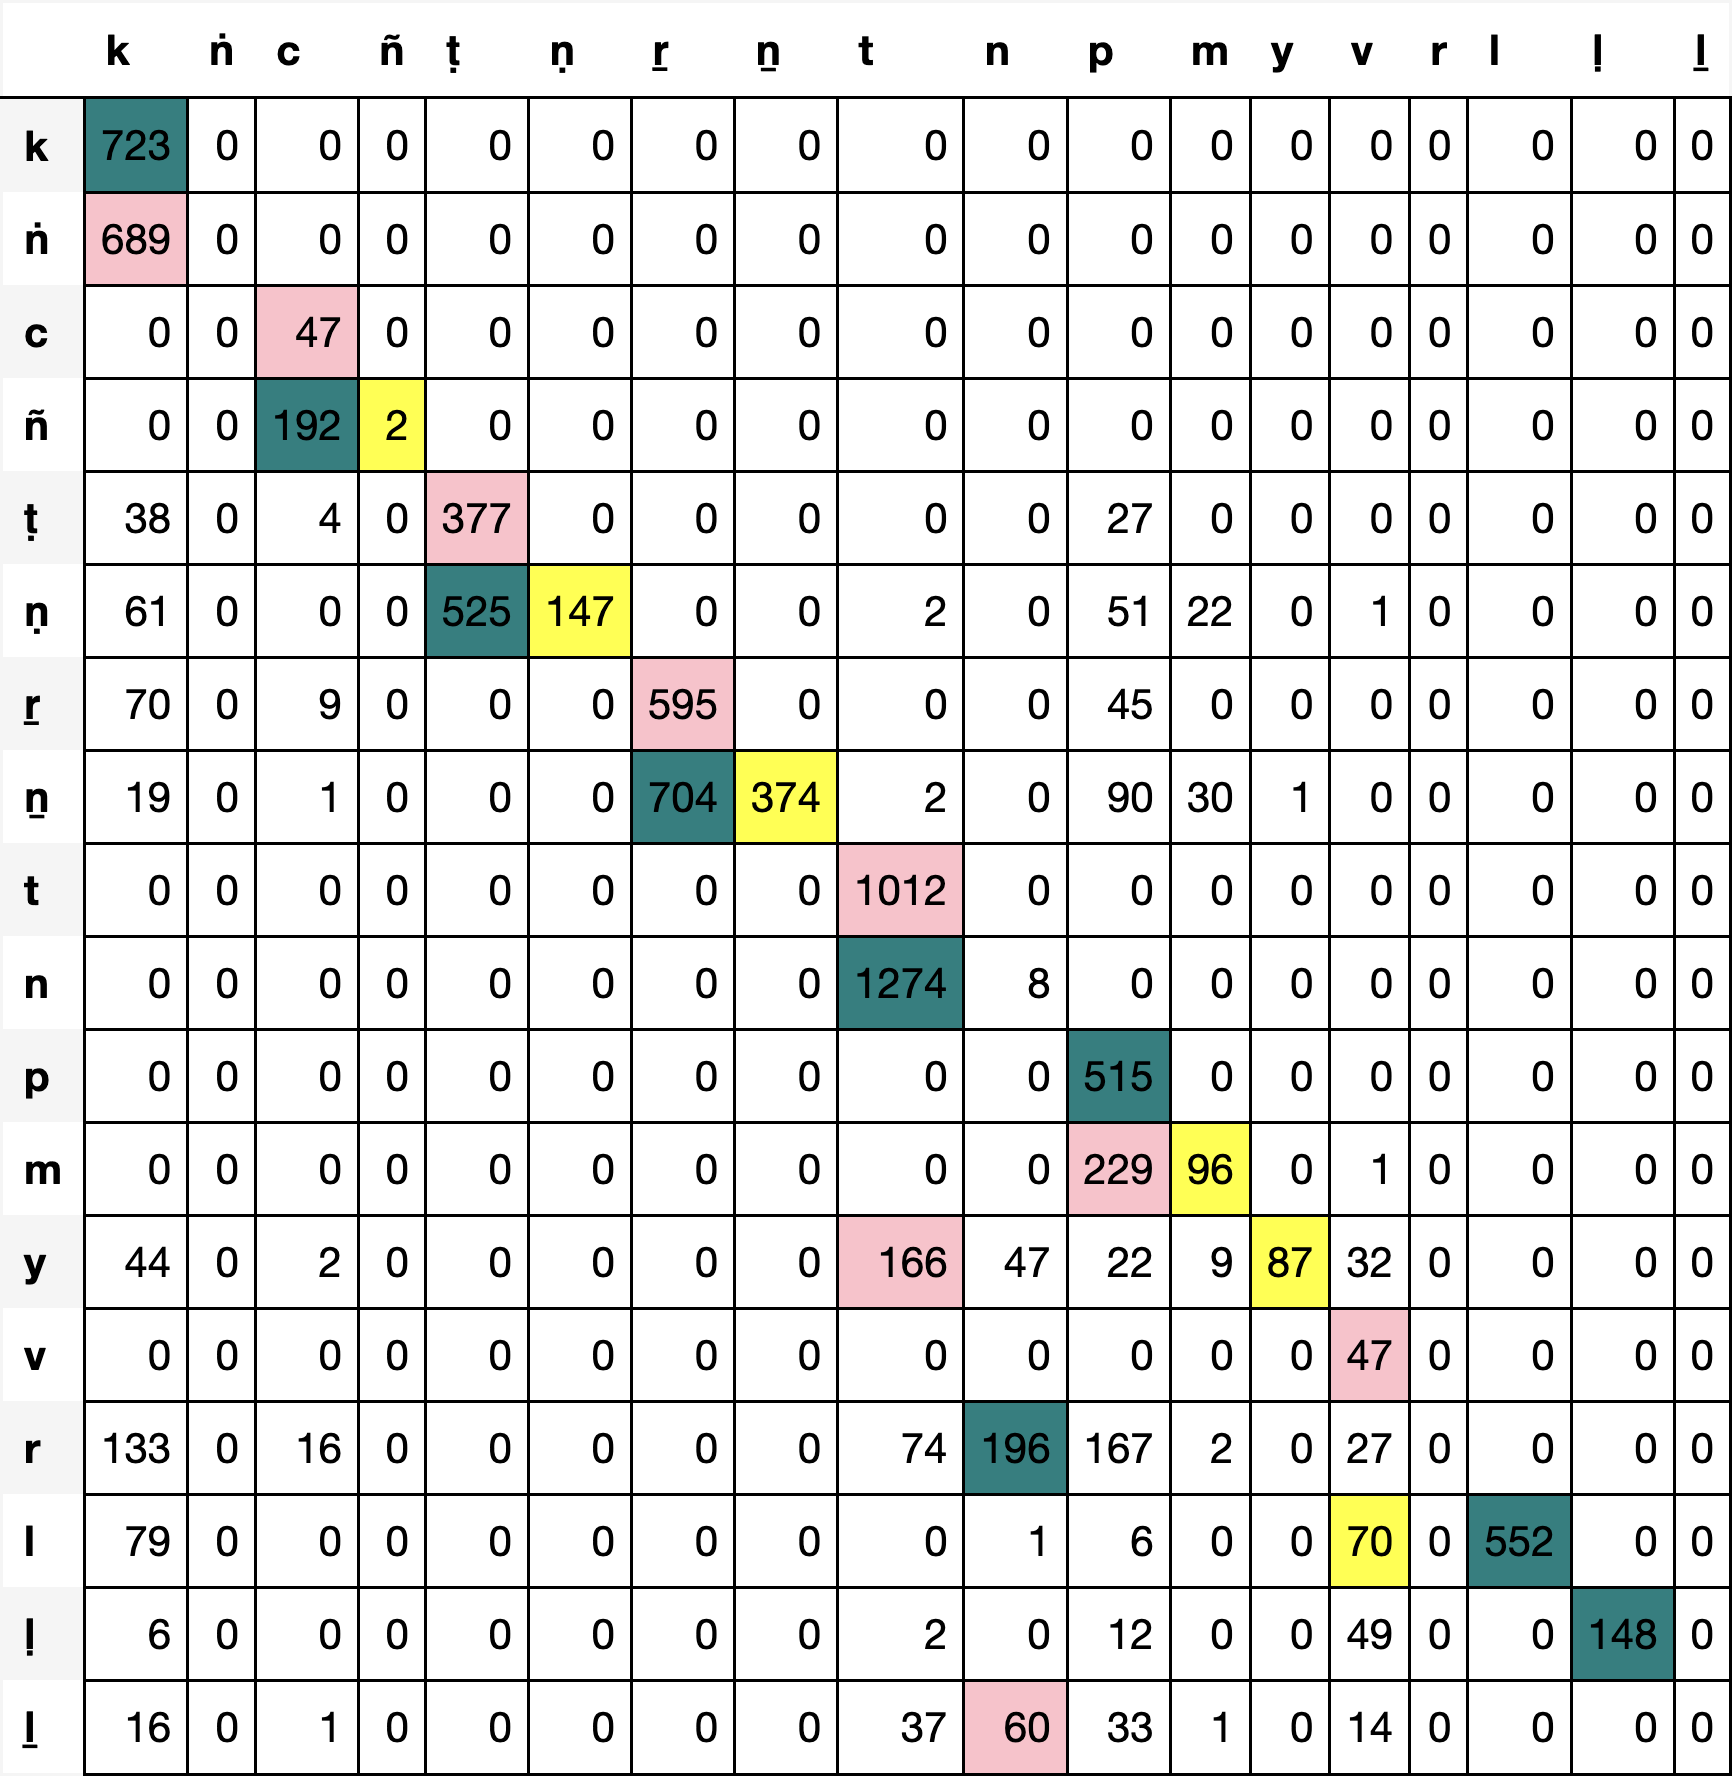 k ṅ c ñ ṭ ṇ ṟ ṉ t n p m y v r l ḷ ḻ
k 723 0 0 0 0 0 0 0 0 0 0 0 0 0 0 0 0 0
ṅ 689 0 0 0 0 0 0 0 0 0 0 0 0 0 0 0 0 0
c 0 0 47 0 0 0 0 0 0 0 0 0 0 0 0 0 0 0
ñ 0 0 192 2 0 0 0 0 0 0 0 0 0 0 0 0 0 0
ṭ 38 0 4 0 377 0 0 0 0 0 27 0 0 0 0 0 0 0
ṇ 61 0 0 0 525 147 0 0 2 0 51 22 0 1 0 0 0 0
ṟ 70 0 9 0 0 0 595 0 0 0 45 0 0 0 0 0 0 0
ṉ 19 0 1 0 0 0 704 374 2 0 90 30 1 0 0 0 0 0
t 0 0 0 0 0 0 0 0 1012 0 0 0 0 0 0 0 0 0
n 0 0 0 0 0 0 0 0 1274 8 0 0 0 0 0 0 0 0
p 0 0 0 0 0 0 0 0 0 0 515 0 0 0 0 0 0 0
m 0 0 0 0 0 0 0 0 0 0 229 96 0 1 0 0 0 0
y 44 0 2 0 0 0 0 0 166 47 22 9 87 32 0 0 0 0
v 0 0 0 0 0 0 0 0 0 0 0 0 0 47 0 0 0 0
r 133 0 16 0 0 0 0 0 74 196 167 2 0 27 0 0 0 0
l 79 0 0 0 0 0 0 0 0 1 6 0 0 70 0 552 0 0
ḷ 6 0 0 0 0 0 0 0 2 0 12 0 0 49 0 0 148 0
ḻ 16 0 1 0 0 0 0 0 37 60 33 1 0 14 0 0 0 0